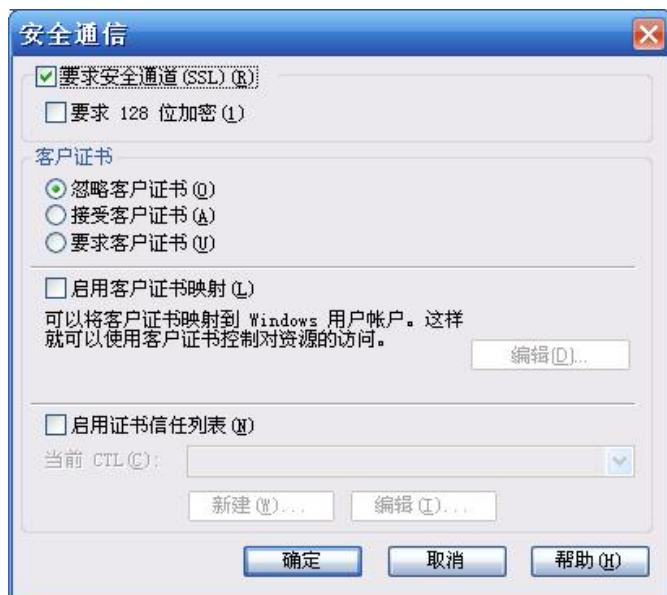 安全通信
要求安全通道(SSL)(R)
要求 128 位加密(1)
客户证书
忽略客户证书(O)
接受客户证书(A)
要求客户证书(U)
启用客户证书映射(L)
可以将客户证书映射到 Windows 用户帐户。这样
就可以使用客户证书控制对资源的访问。
编辑(D)...
启用证书信任列表(N)
当前 CTL(C):
新建(W)...
编辑(I)...
确定
取消
帮助(H)